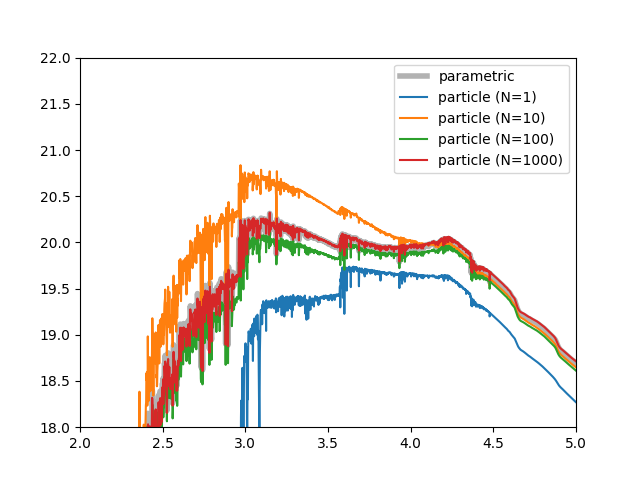 22.0
21.5
21.0
20.5
20.0
19.5
19.0
18.5
18.0
2.0 2.5 3.0 3.5 4.0 4.5 5.0
parametric
particle (N=1)
particle (N=10)
particle (N=100)
particle (N=1000)